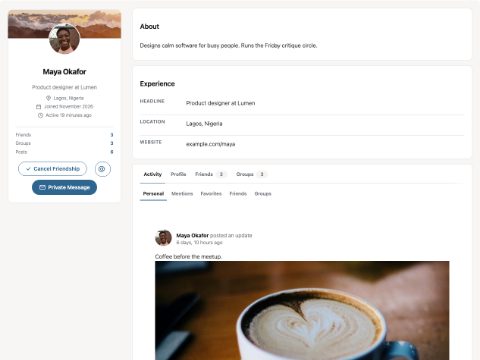 Maya Okafor
Product designer at Lumen
Lagos, Nigeria
Joined November 2025
Active 19 minutes ago
Friends 3
Groups 3
Posts 6
Cancel Friendship
Private Message
About
Designs calm software for busy people. Runs the Friday critique circle.
Experience
HEADLINE Product designer at Lumen
LOCATION Lagos, Nigeria
WEBSITE example.com/maya
Activity Profile Friends 3 Groups 3
Personal Mentions Favorites Friends Groups
Maya Okafor posted an update
6 days, 10 hours ago
Coffee before the meetup.